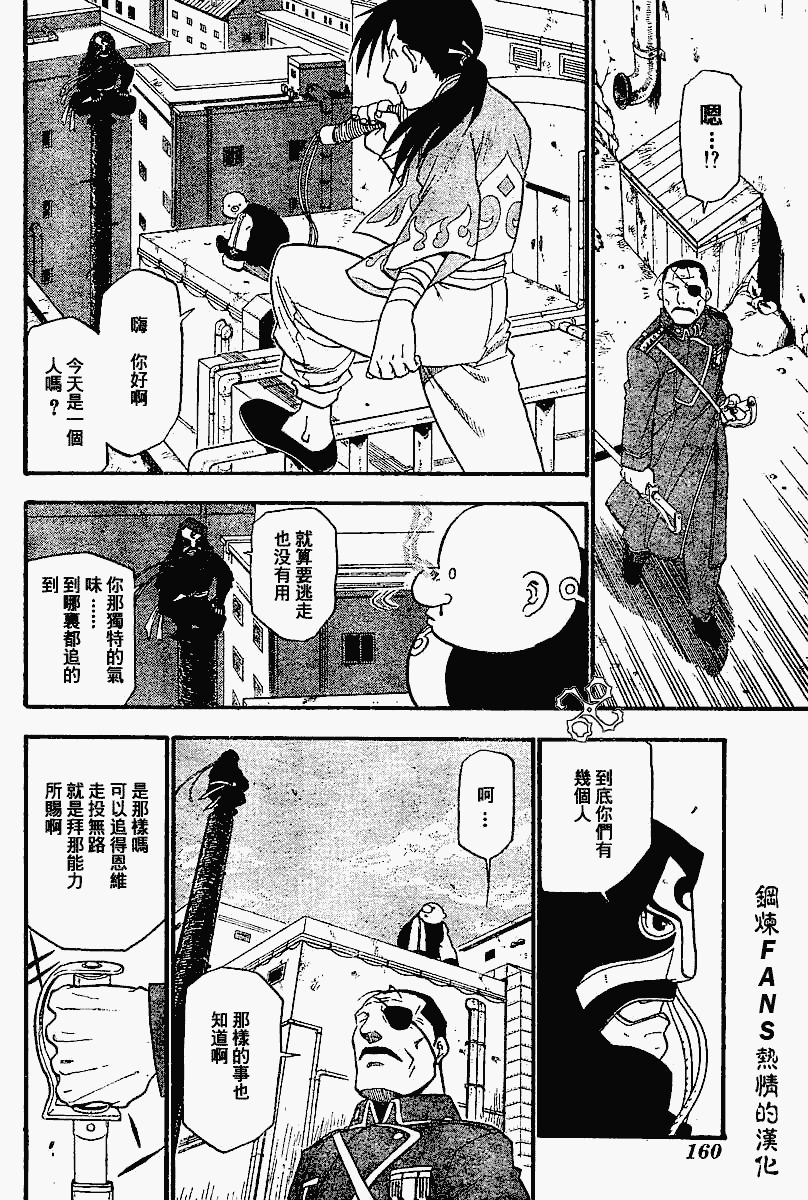 嗯…!?
嗨 你好啊
今天是一個
人嗎？
就算要逃走
也没有用
你那獨特的氣
味……
到哪裏都追的
到
到底你們有
幾個人
呵…
那樣的事也
知道啊
是那樣嗎
可以追得恩維
走投無路
就是拜那能力
所賜啊
鋼煉FANS熱情的漢化
160